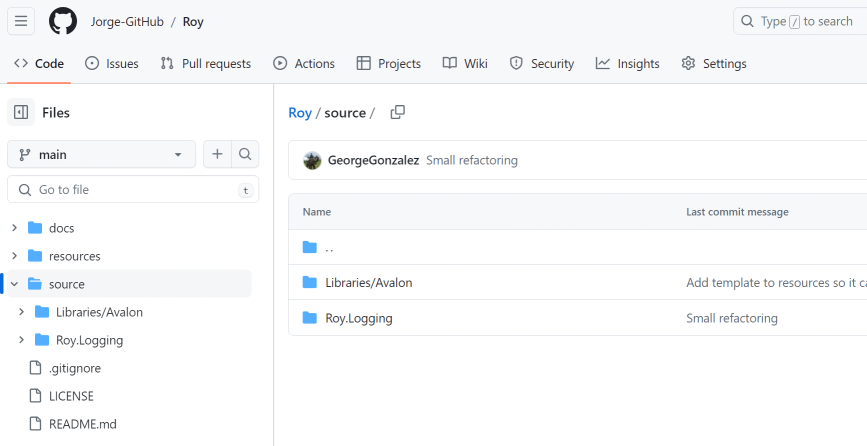 Jorge-GitHub / Roy
Type / to search
Code Issues Pull requests Actions Projects Wiki Security Insights Settings
Files
main
Go to file
t
docs
resources
source
Libraries/Avalon
Roy.Logging
.gitignore
LICENSE
README.md
Roy / source /
GeorgeGonzalez Small refactoring
Name Last commit message
..
Libraries/Avalon Add template to resources so it ca
Roy.Logging Small refactoring